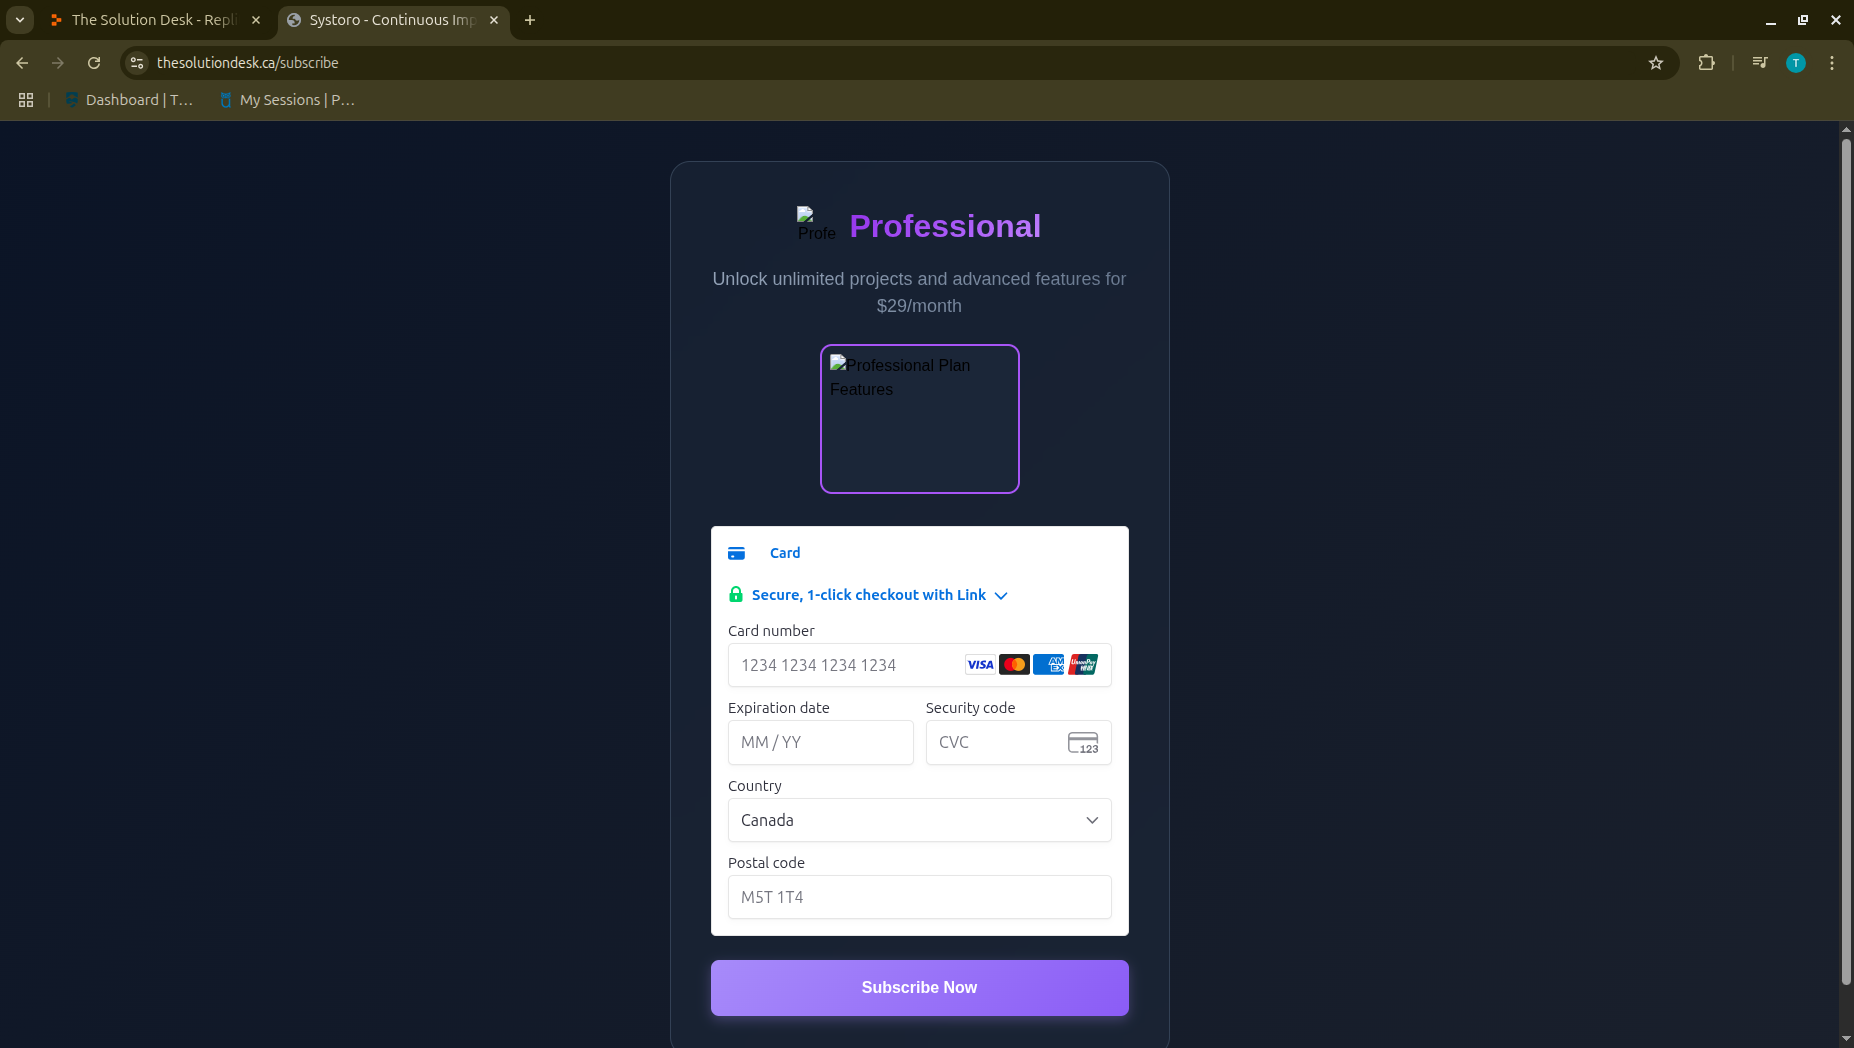 The Solution Desk - Repli
Systoro - Continuous Imp
thesolutiondesk.ca/subscribe
T
Dashboard | T...
My Sessions | P...
Profe
Professional
Unlock unlimited projects and advanced features for
$29/month
Professional Plan
Features
Card
Secure, 1-click checkout with Link
Card number
1234 1234 1234 1234
VISA
AM
EX
UnionPay
Expiration date
Security code
MM / YY
CVC
123
Country
Canada
Postal code
M5T 1T4
Subscribe Now